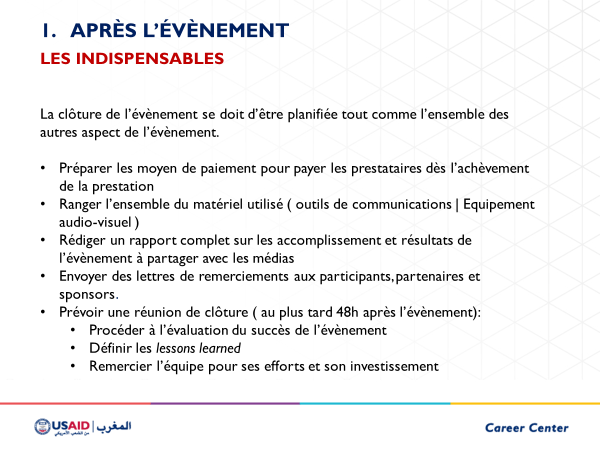 1. APRÈS L'ÉVÈNEMENT
LES INDISPENSABLES
La clôture de l'évènement se doit d'être planifiée tout comme l'ensemble des
autres aspect de l'évènement.
• Préparer les moyen de paiement pour payer les prestataires dès l'achèvement
de la prestation
• Ranger l'ensemble du matériel utilisé ( outils de communications | Equipement
audio-visuel )
• Rédiger un rapport complet sur les accomplissement et résultats de
l'évènement à partager avec les médias
• Envoyer des lettres de remerciements aux participants,partenaires et
sponsors.
• Prévoir une réunion de clôture ( au plus tard 48h après l'évènement):
• Procéder à l'évaluation du succès de l'évènement
• Définir les lessons learned
• Remercier l'équipe pour ses efforts et son investissement
USAID | المغرب
من الشعب الأمريكي
Career Center